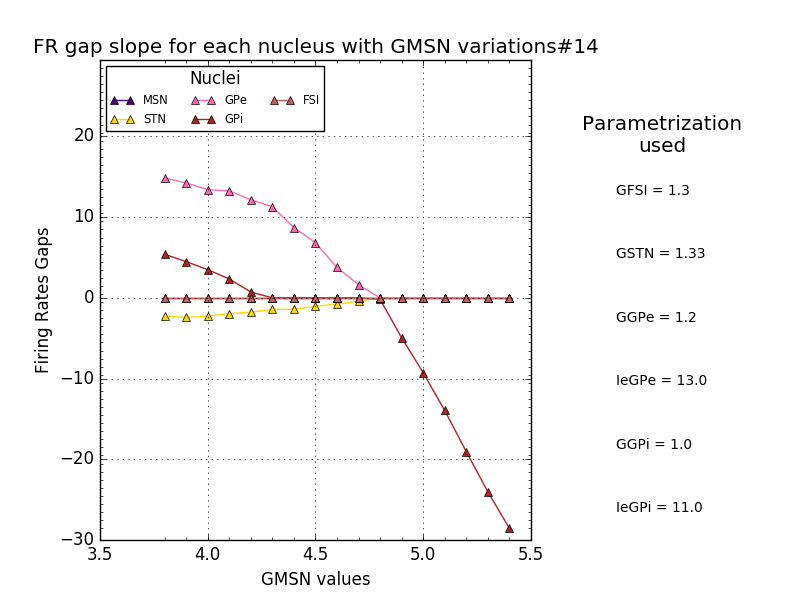 FR gap slope for each nucleus with GMSN variations#14
Nuclei
MSN GPe FSI
STN GPi
Firing Rates Gaps
20
10
0
−10
−20
−30
3.5 4.0 4.5 5.0 5.5
GMSN values
Parametrization
used
GFSI = 1.3
GSTN = 1.33
GGPe = 1.2
IeGPe = 13.0
GGPi = 1.0
IeGPi = 11.0